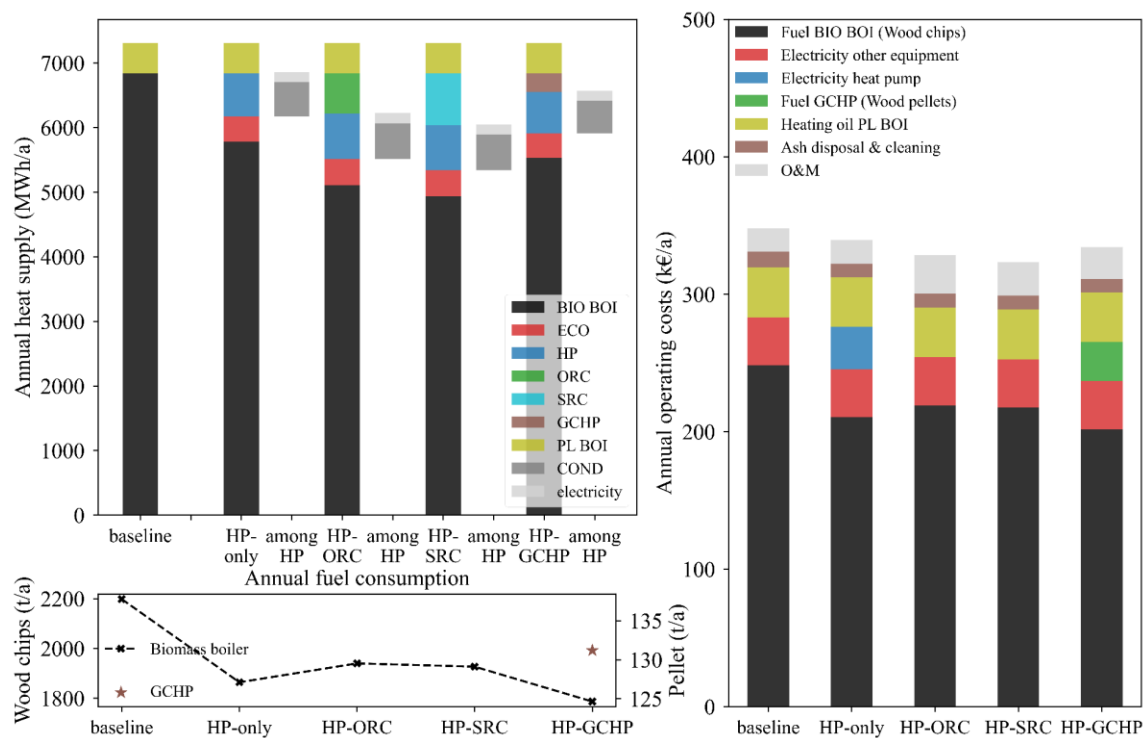 Annual heat supply (MWh/a)
7000
6000
5000
4000
3000
2000
1000
0
BIO BOI
ECO
HP
ORC
SRC
GCHP
PL BOI
COND
electricity
baseline
HP-only
among HP
HP-ORC
among HP
HP-SRC
among HP
HP-GCHP
among HP
Annual fuel consumption
Wood chips (t/a)
2200
2000
1800
Biomass boiler
GCHP
135
130
125
Pellet (t/a)
baseline
HP-only
HP-ORC
HP-SRC
HP-GCHP
Annual operating costs (k€/a)
500
400
300
200
100
0
Fuel BIO BOI (Wood chips)
Electricity other equipment
Electricity heat pump
Fuel GCHP (Wood pellets)
Heating oil PL BOI
Ash disposal & cleaning
O&M
baseline
HP-only
HP-ORC
HP-SRC
HP-GCHP